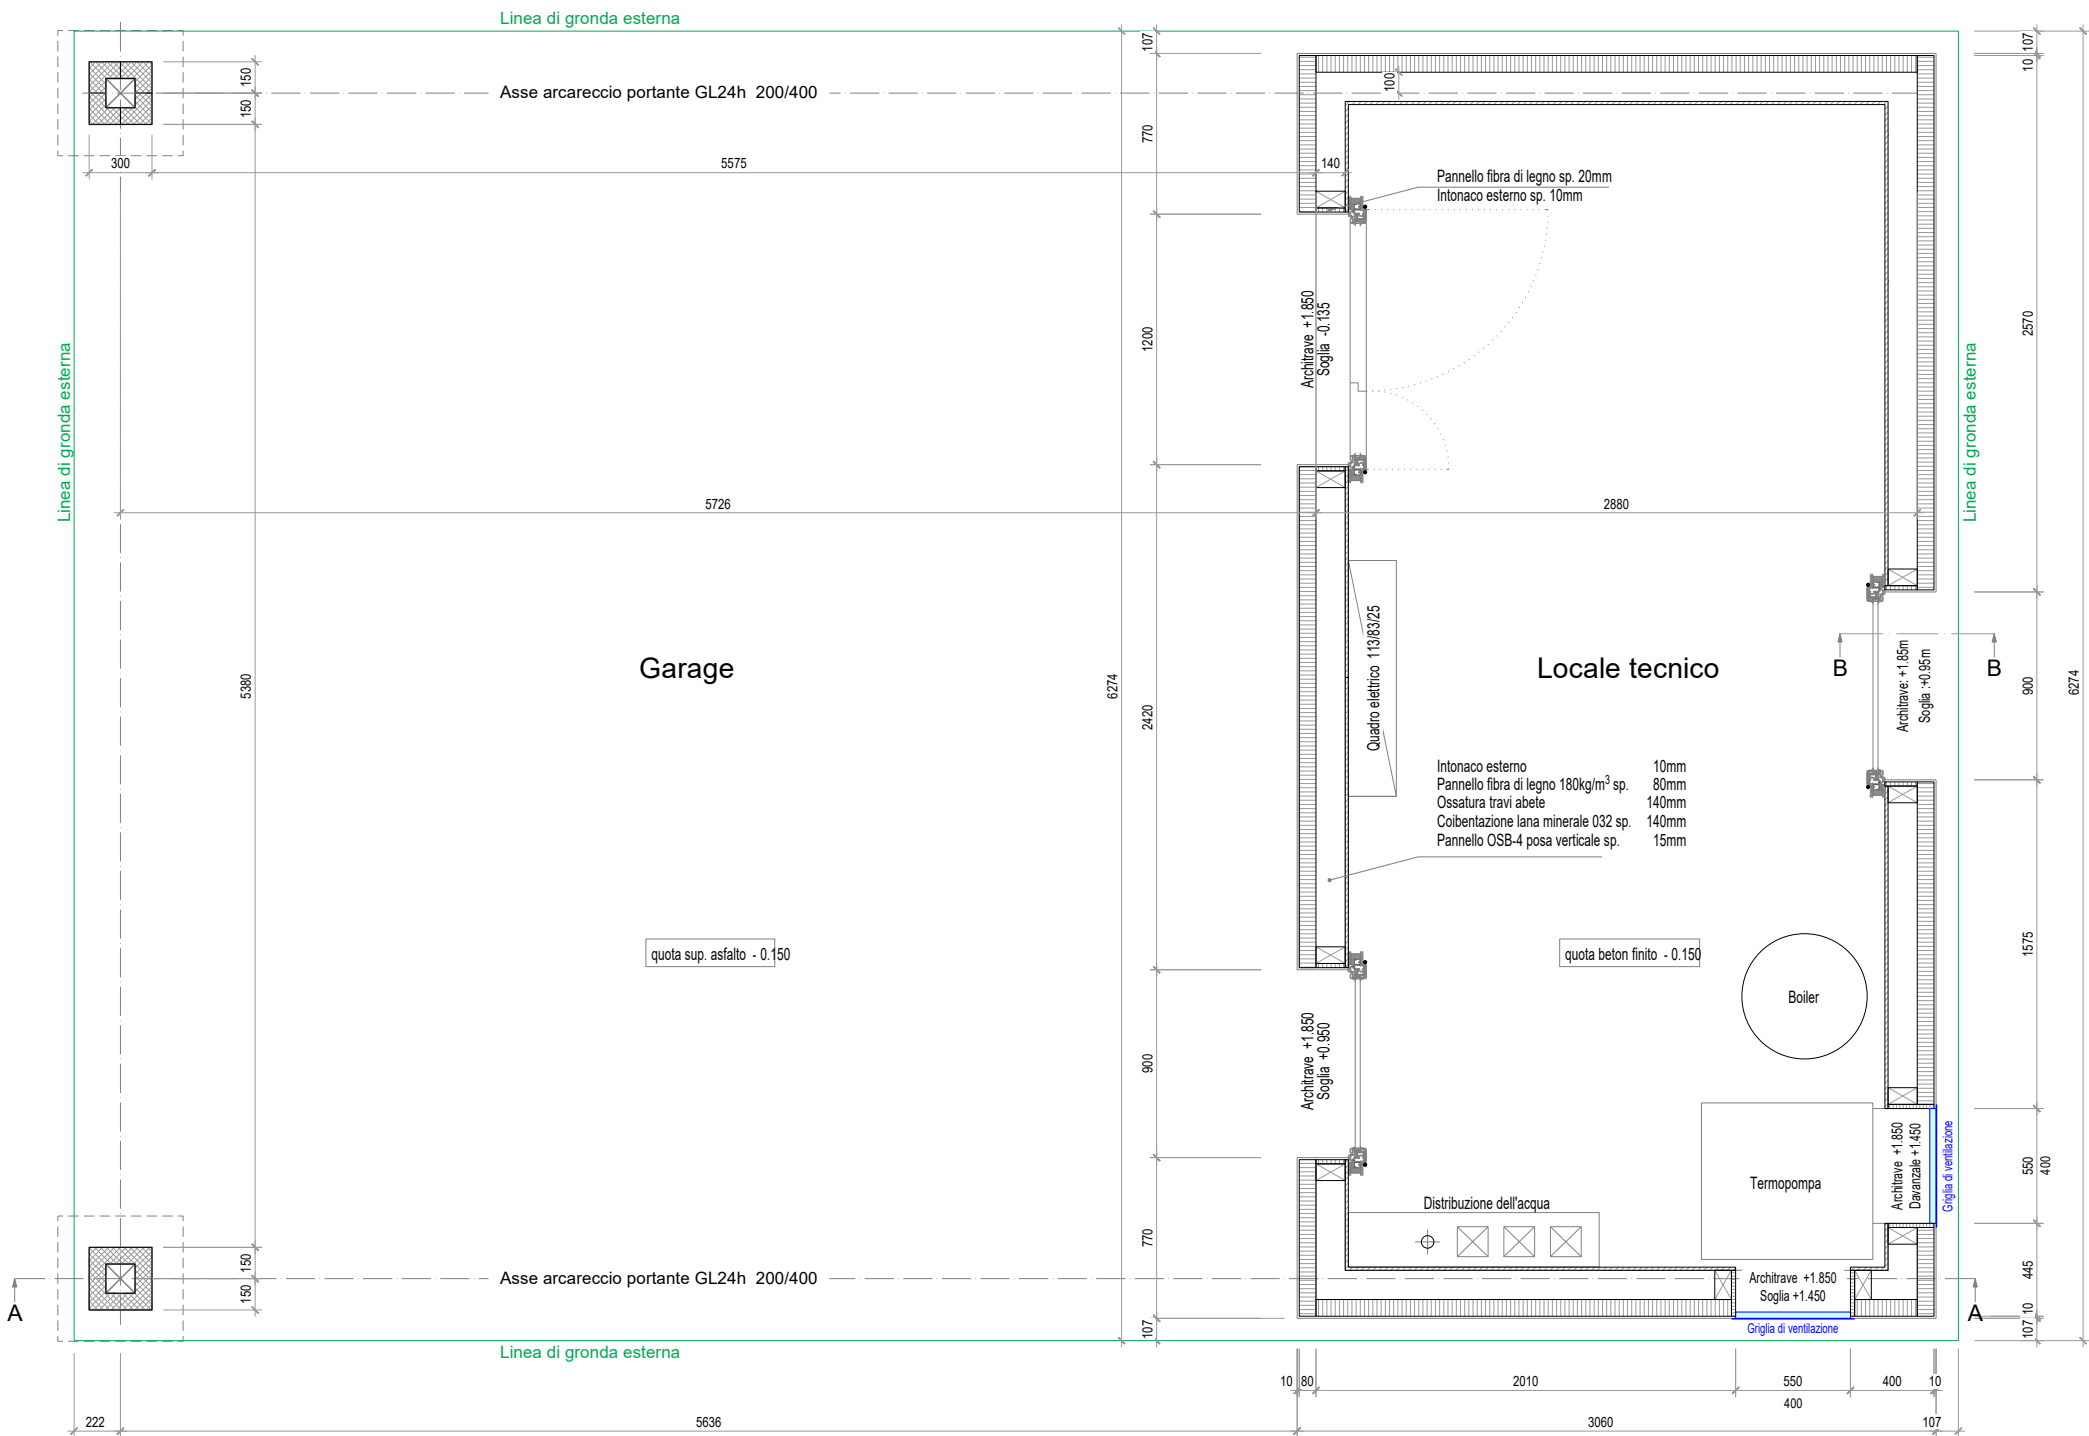 Linea di gronda esterna
107
107
10
150
150
Asse arcareccio portante GL24h 200/400
100
770
300
5575
140
Pannello fibra di legno sp. 20mm
Intonaco esterno sp. 10mm
Linea di gronda esterna
1200
Architrave +1.850
Soglia -0.135
2570
Linea di gronda esterna
5726
2880
5380
Garage
6274
2420
Quadro elettrico 113/83/25
Locale tecnico
B
B
Architrave: +1.85m
Soglia :+0.95m
900
6274
Intonaco esterno 10mm
Pannello fibra di legno 180kg/m³ sp. 80mm
Ossatura travi abete 140mm
Coibentazione lana minerale 032 sp. 140mm
Pannello OSB-4 posa verticale sp. 15mm
quota sup. asfalto - 0.150
quota beton finito - 0.150
1575
Boiler
900
Architrave +1.850
Soglia +0.950
Termopompa
Architrave +1.850
Davanzale +1.450
Griglia di ventilazione
550
400
Distribuzione dell'acqua
770
150
150
Asse arcareccio portante GL24h 200/400
Architrave +1.850
Soglia +1.450
445
A
A
10
107
107
Griglia di ventilazione
Linea di gronda esterna
10
80
2010
550
400
400
10
222
5636
3060
107